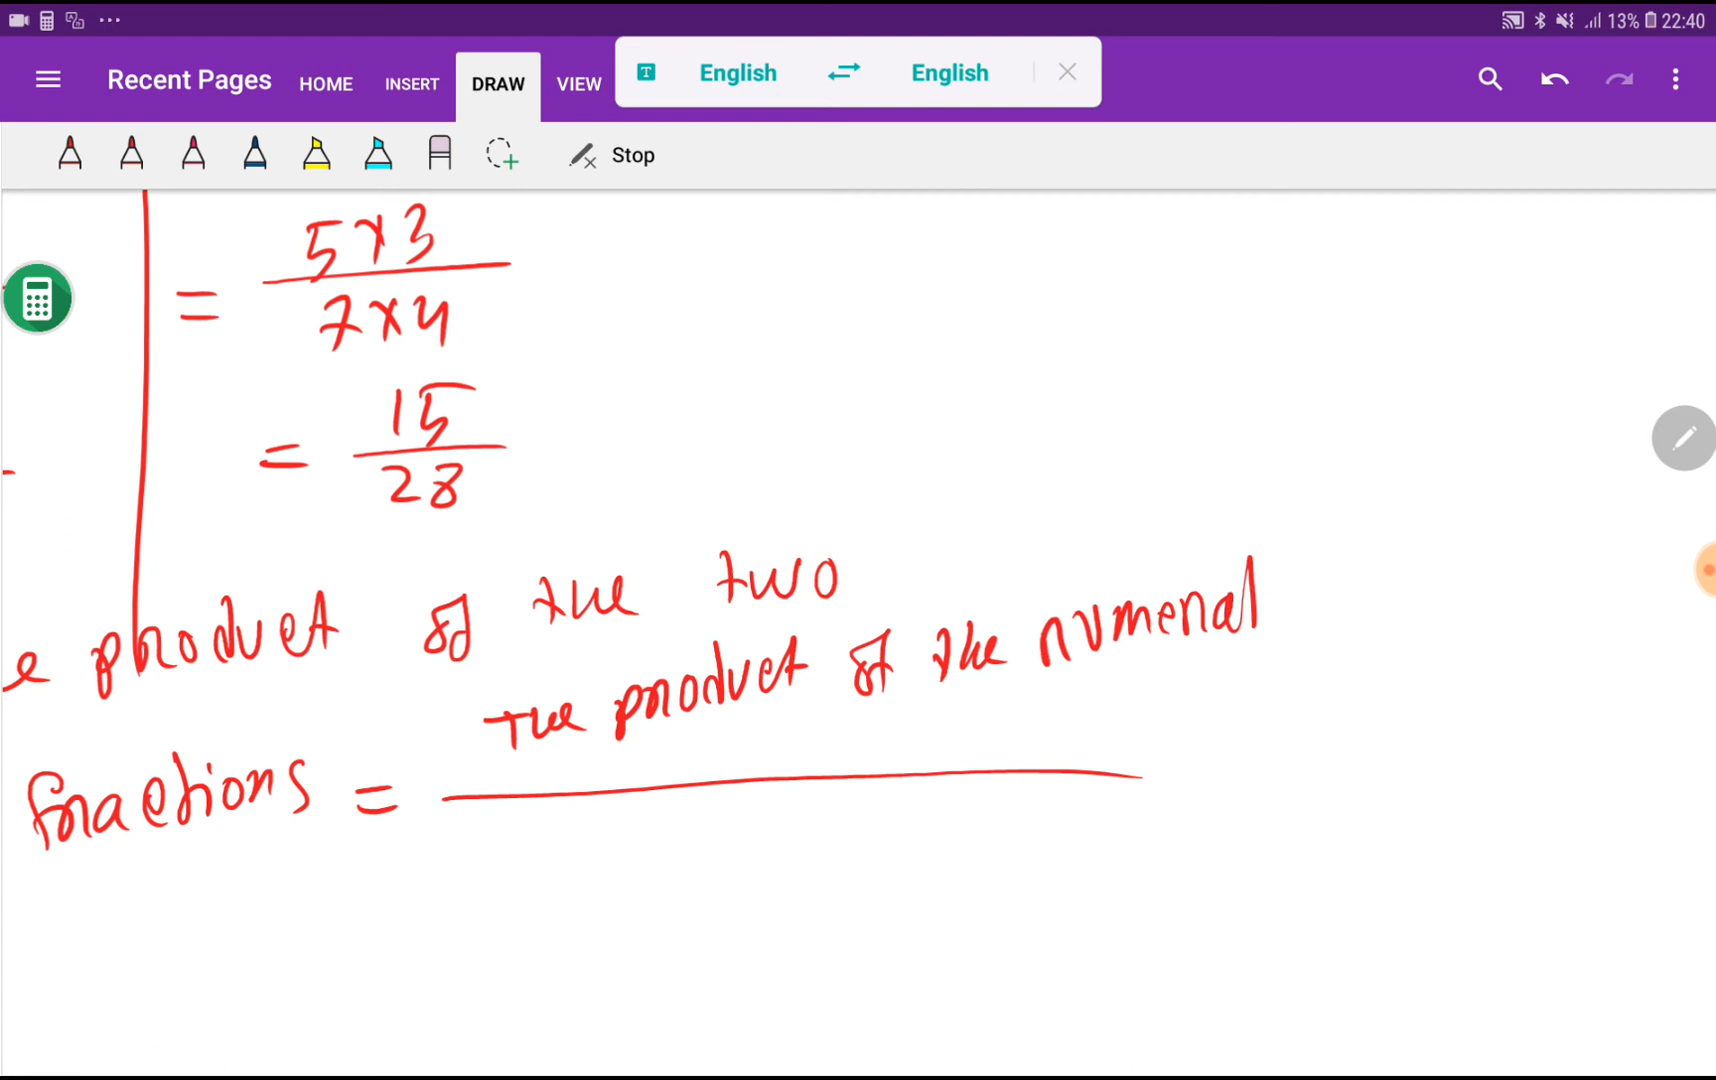 13% 22:40
Recent Pages HOME INSERT DRAW VIEW English English
Stop
5 x 3
=
7 x 4
15
=
28
e product of the two
the product of the numeral
fractions =